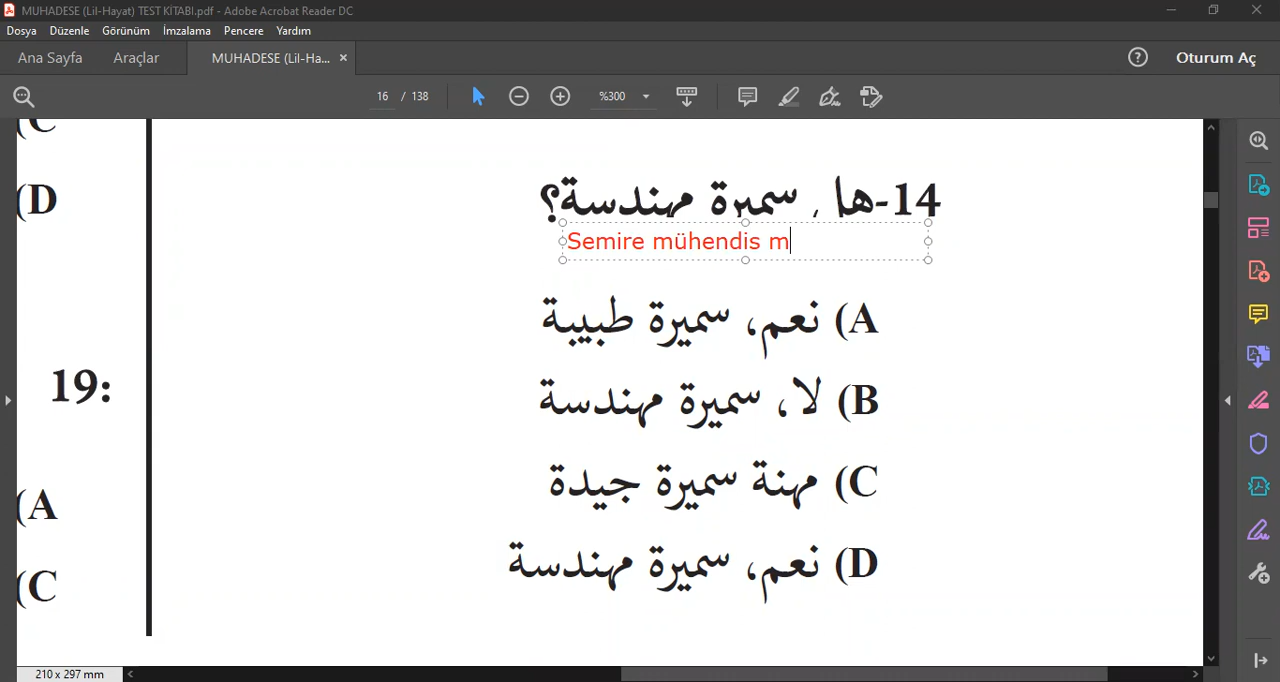 MUHADESE (Lil-Hayat) TEST KİTABI.pdf - Adobe Acrobat Reader DC
Dosya Düzenle Görünüm İmzalama Pencere Yardım
Ana Sayfa Araçlar MUHADESE (Lil-Ha... × ? Oturum Aç
16 / 138 %300
14-هل سميرة مهندسة؟
Semire mühendis m
A) نعم، سميرة طبيبة
B) لا، سميرة مهندسة
C) مهنة سميرة جيدة
D) نعم، سميرة مهندسة
(C
(D
19:
(A
(C
210 x 297 mm